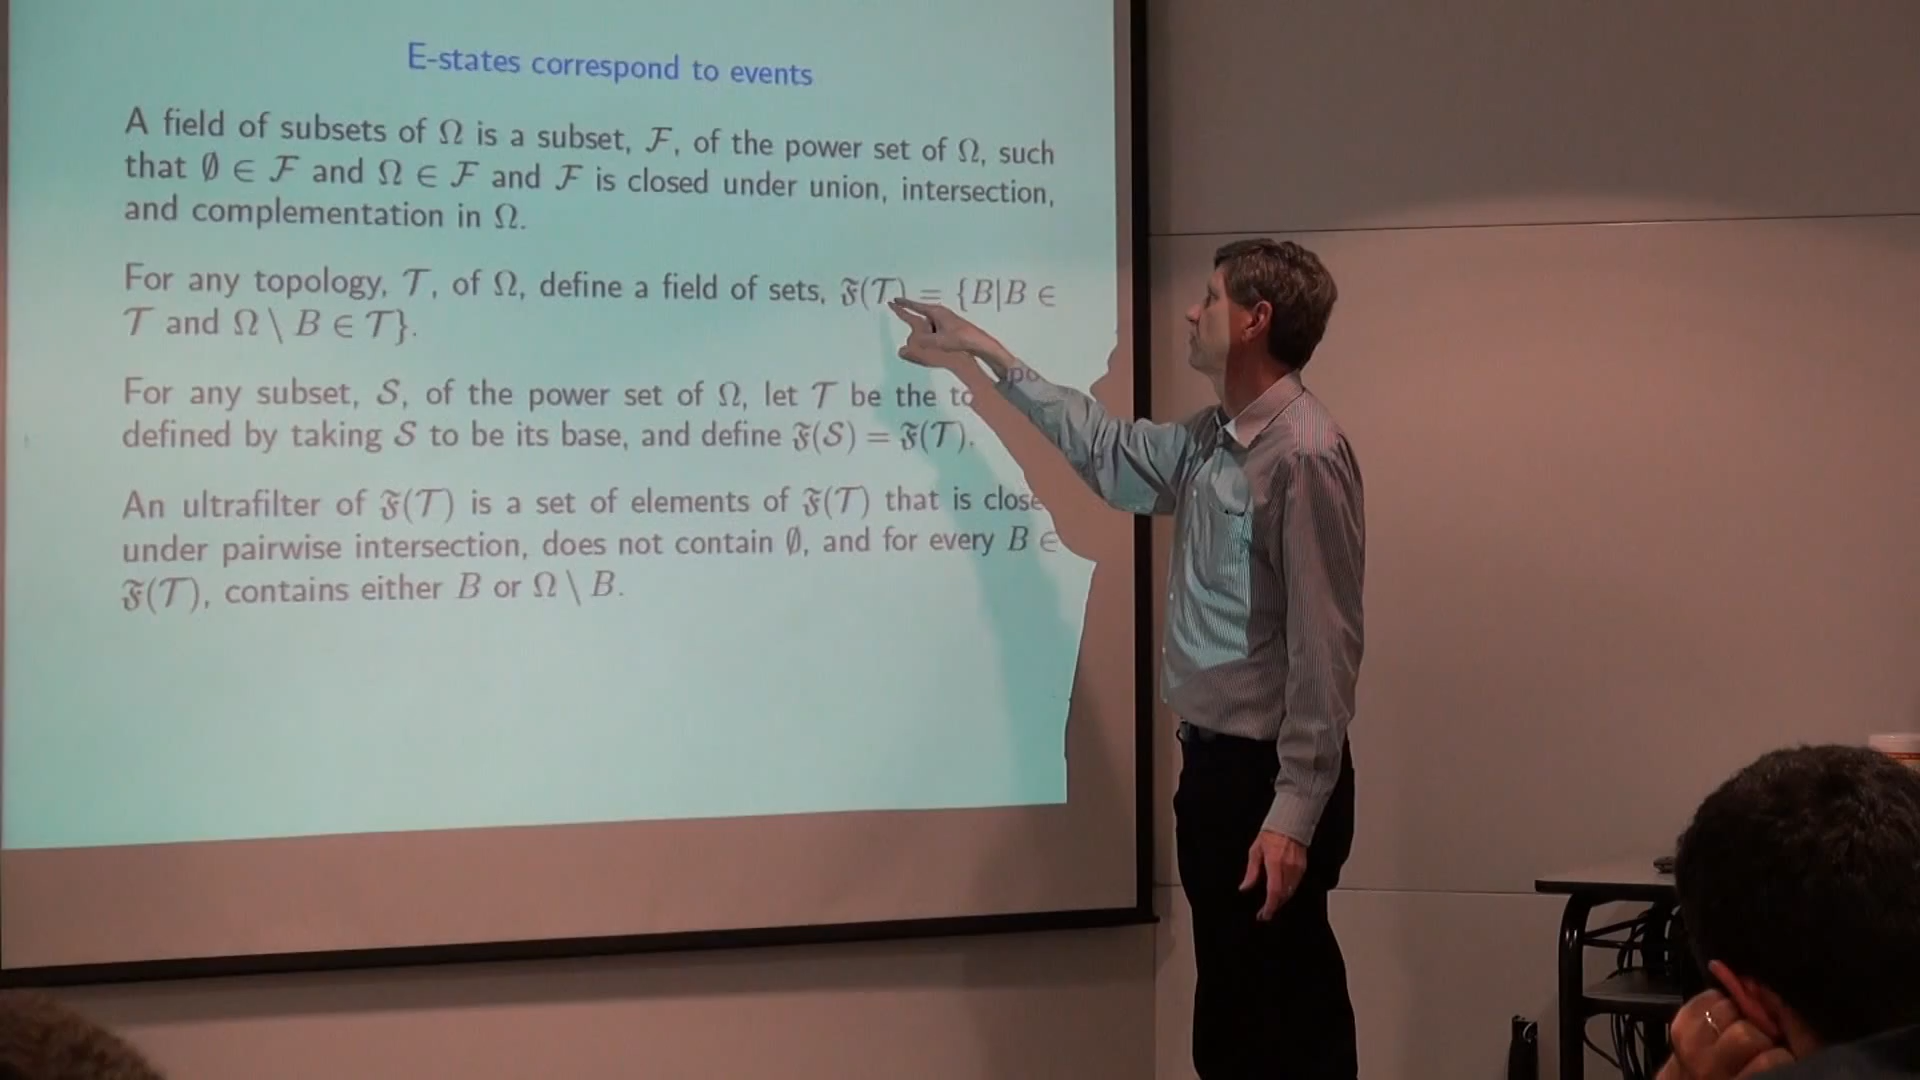 E-states correspond to events
A field of subsets of Ω is a subset, ℱ, of the power set of Ω, such
that ∅ ∈ ℱ and Ω ∈ ℱ and ℱ is closed under union, intersection,
and complementation in Ω.
For any topology, 𝒯, of Ω, define a field of sets, 𝔉(𝒯) = {B|B ∈
𝒯 and Ω \ B ∈ 𝒯}.
For any subset, 𝒮, of the power set of Ω, let 𝒯 be the
defined by taking 𝒮 to be its base, and define 𝔉(𝒮) = 𝔉(𝒯).
An ultrafilter of 𝔉(𝒯) is a set of elements of 𝔉(𝒯) that is close
under pairwise intersection, does not contain ∅, and for every B ∈
𝔉(𝒯), contains either B or Ω \ B.